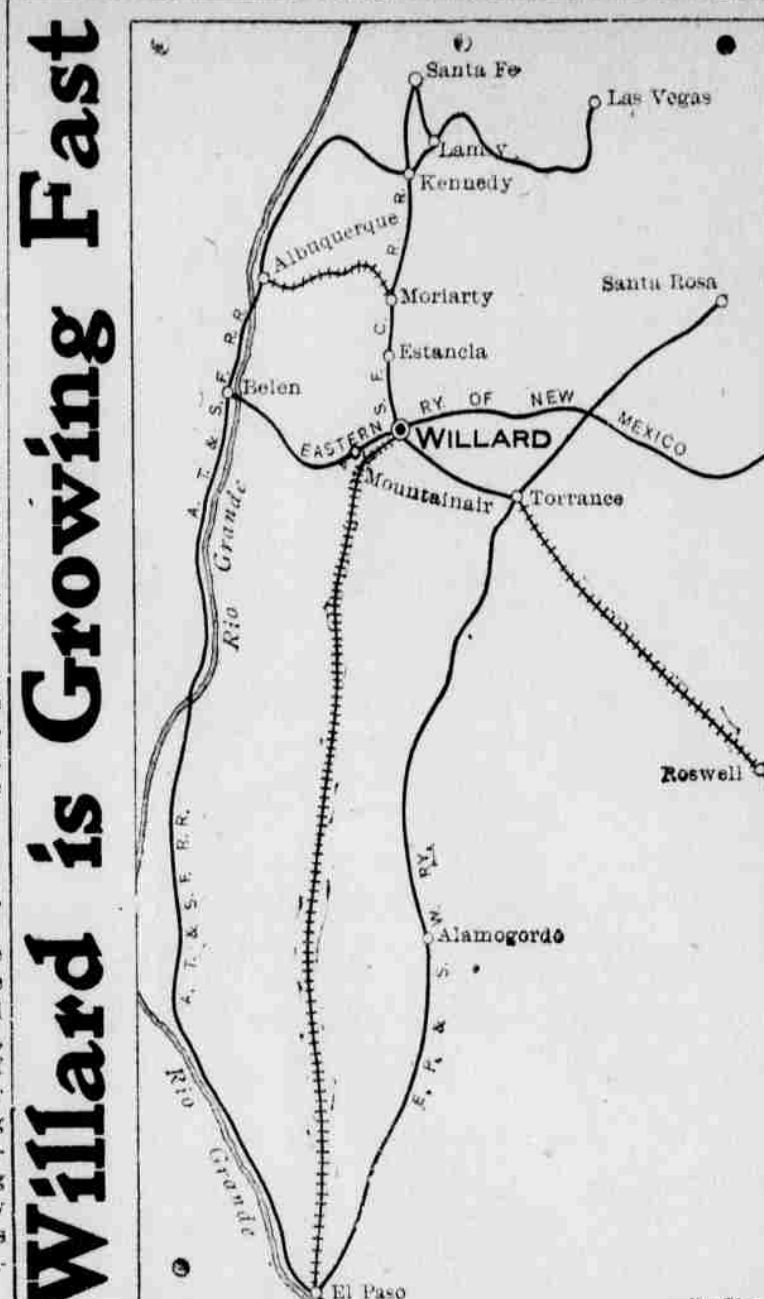 Willard is Growing Fast
Santa Fe
Las Vegas
Lamy
Kennedy
Albuquerque
Santa Rosa
Moriarty
Estancia
Belen
WILLARD
Mountainair
Torrance
Roswell
Alamogordo
El Paso
S. F. C. R. R.
EASTERN RY. OF NEW MEXICO
A. T. & S. F. R. R.
Rio Grande
A. T. & S. F. R. R.
Rio Grande
E. P. & S. W. RY.